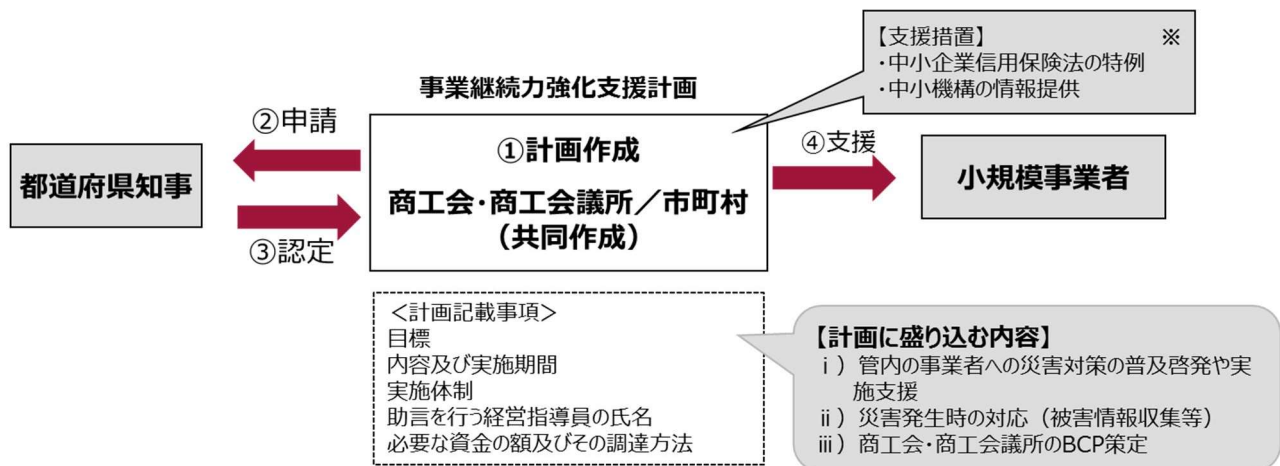 【支援措置】 ※
・中小企業信用保険法の特例
・中小機構の情報提供
事業継続力強化支援計画
②申請
都道府県知事
③認定
①計画作成
商工会・商工会議所／市町村
（共同作成）
④支援
小規模事業者
＜計画記載事項＞
目標
内容及び実施期間
実施体制
助言を行う経営指導員の氏名
必要な資金の額及びその調達方法
【計画に盛り込む内容】
ⅰ）管内の事業者への災害対策の普及啓発や実
施支援
ⅱ）災害発生時の対応（被害情報収集等）
ⅲ）商工会・商工会議所のBCP策定